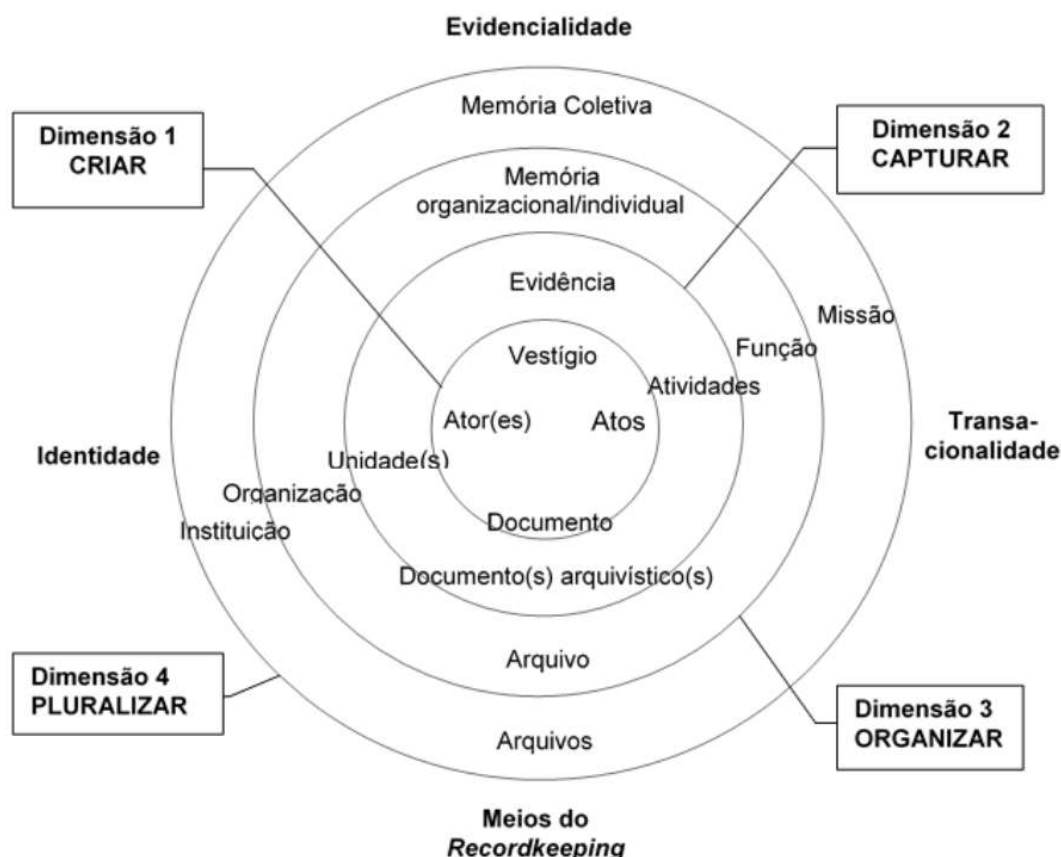 Evidencialidade
Memória Coletiva
Dimensão 1
CRIAR
Dimensão 2
CAPTURAR
Memória
organizacional/individual
Evidência
Missão
Função
Vestígio
Atividades
Ator(es)
Atos
Transa-
cionalidade
Identidade
Unidade(s)
Organização
Instituição
Documento
Documento(s) arquivístico(s)
Arquivo
Dimensão 4
PLURALIZAR
Dimensão 3
ORGANIZAR
Arquivos
Meios do
Recordkeeping